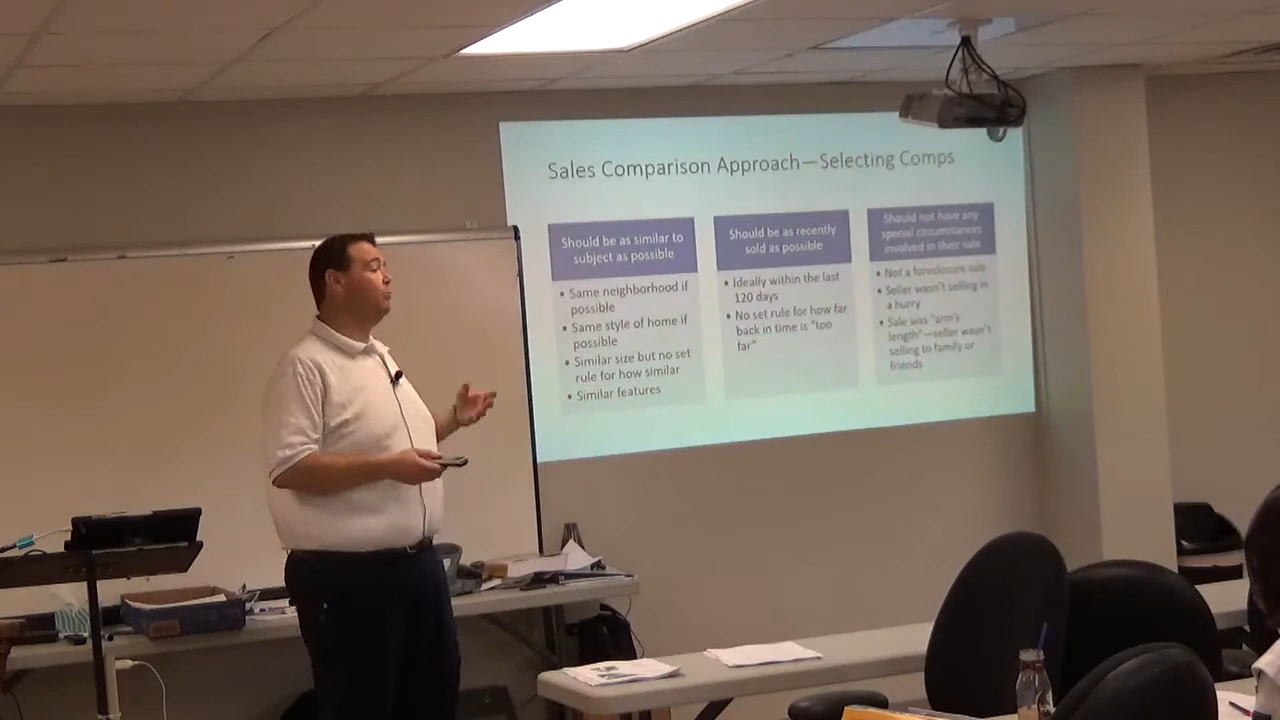 Sales Comparison Approach—Selecting Comps
Should be as similar to
subject as possible
• Same neighborhood if
possible
• Same style of home if
possible
• Similar size but no set
rule for how similar
• Similar features
Should be as recently
sold as possible
• Ideally within the last
120 days
• No set rule for how far
back in time is "too
far"
Should not have any
special circumstances
involved in their sale
• Not a foreclosure sale
• Seller wasn't selling in
a hurry
• Sale was "arm's
length"—seller wasn't
selling to family or
friends